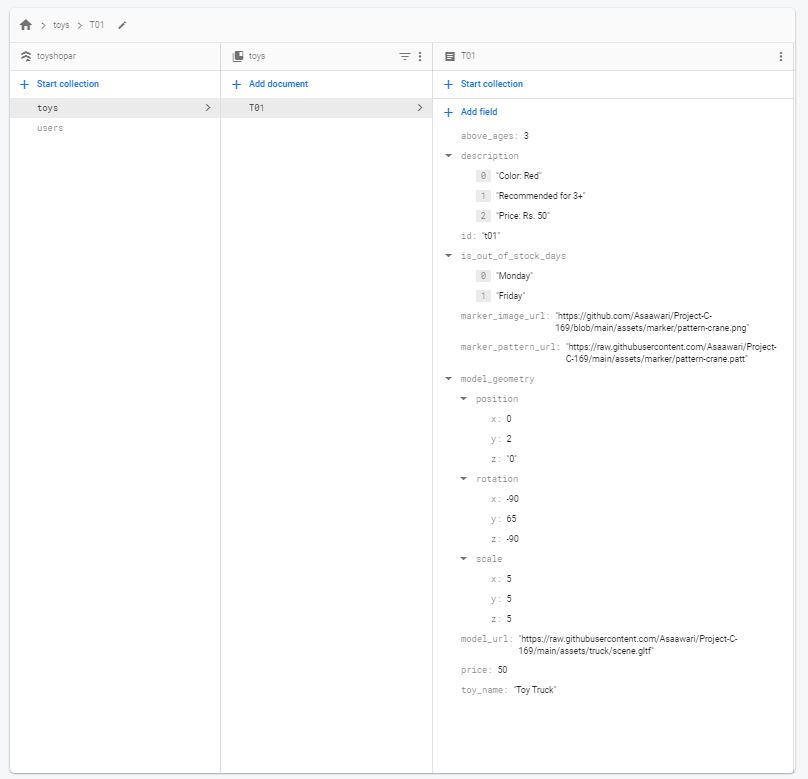 toys
T01
toyshopar
toys
T01
Start collection
Add document
Start collection
toys
T01
Add field
users
above_ages: 3
description
0 "Color: Red"
1 "Recommended for 3+"
2 "Price: Rs. 50"
id: "t01"
is_out_of_stock_days
0 "Monday"
1 "Friday"
marker_image_url: "https://github.com/Asaawari/Project-C-
169/blob/main/assets/marker/pattern-crane.png"
marker_pattern_url: "https://raw.githubusercontent.com/Asaawari/Project-
C-169/main/assets/marker/pattern-crane.patt"
model_geometry
position
x: 0
y: 2
z: "0"
rotation
x: -90
y: 65
z: -90
scale
x: 5
y: 5
z: 5
model_url: "https://raw.githubusercontent.com/Asaawari/Project-C-
169/main/assets/truck/scene.gltf"
price: 50
toy_name: "Toy Truck"